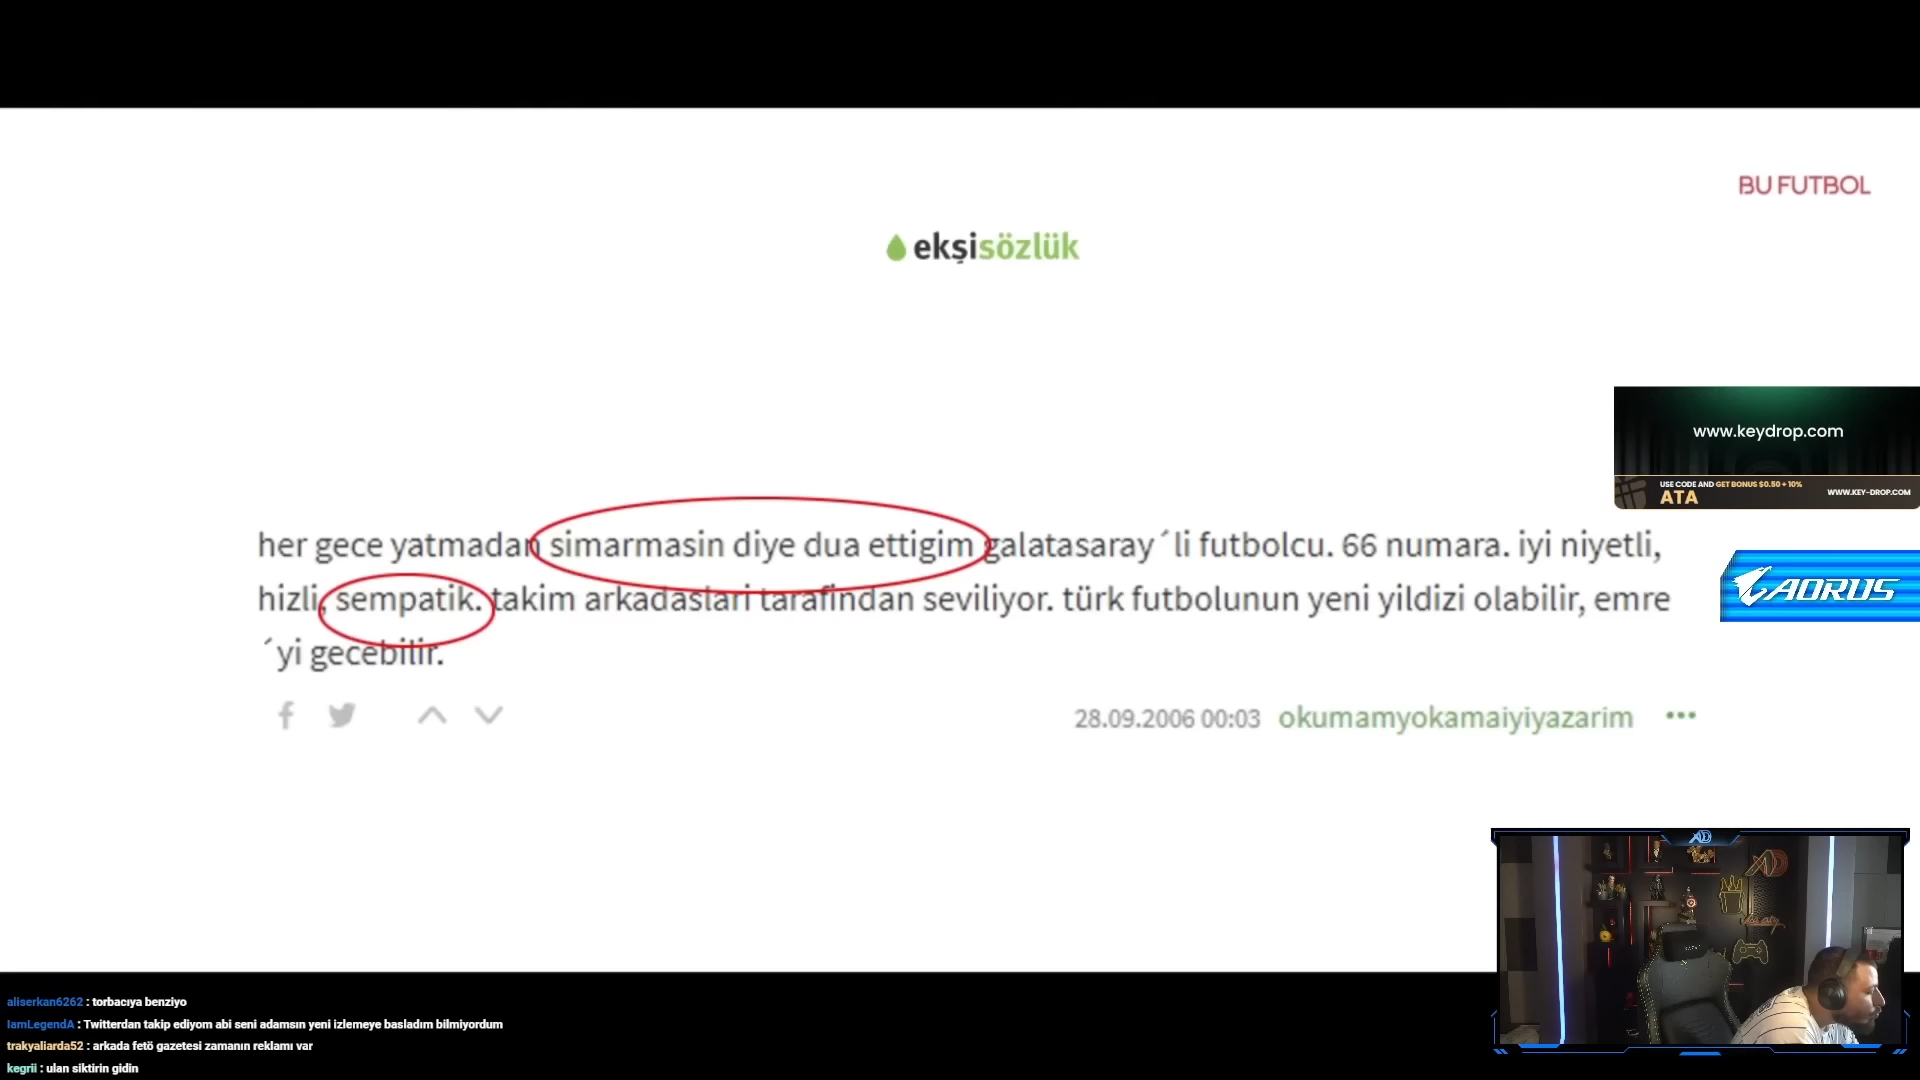 BU FUTBOL
ekşisözlük
www.keydrop.com
USE CODE AND GET BONUS $0.50 + 10%
ATA
WWW.KEY-DROP.COM
her gece yatmadan simarmasin diye dua ettigim galatasaray´li futbolcu. 66 numara. iyi niyetli,
hizli, sempatik. takim arkadaslari tarafindan seviliyor. türk futbolunun yeni yildizi olabilir, emre
´yi gecebilir.
AORUS
28.09.2006 00:03 okumamyokamaiyiyazarim
aliserkan6262 : torbacıya benziyo
IamLegendA : Twitterdan takip ediyom abi seni adamsın yeni izlemeye basladım bilmiyordum
trakyaliarda52 : arkada fetö gazetesi zamanın reklamı var
kegrii : ulan siktirin gidin